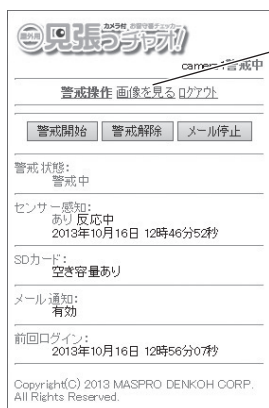 屋外用 カメラ付 お留守番チェッカー
見張っちゃオ!
camera1警戒中
警戒操作 画像を見る ログアウト
警戒開始 警戒解除 メール停止
警戒状態:
警戒中
センサー感知:
あり 反応中
2013年10月16日 12時46分52秒
SDカード:
空き容量あり
メール通知:
有効
前回ログイン:
2013年10月16日 12時56分07秒
Copyright(C) 2013 MASPRO DENKOH CORP.
All Rights Reserved.